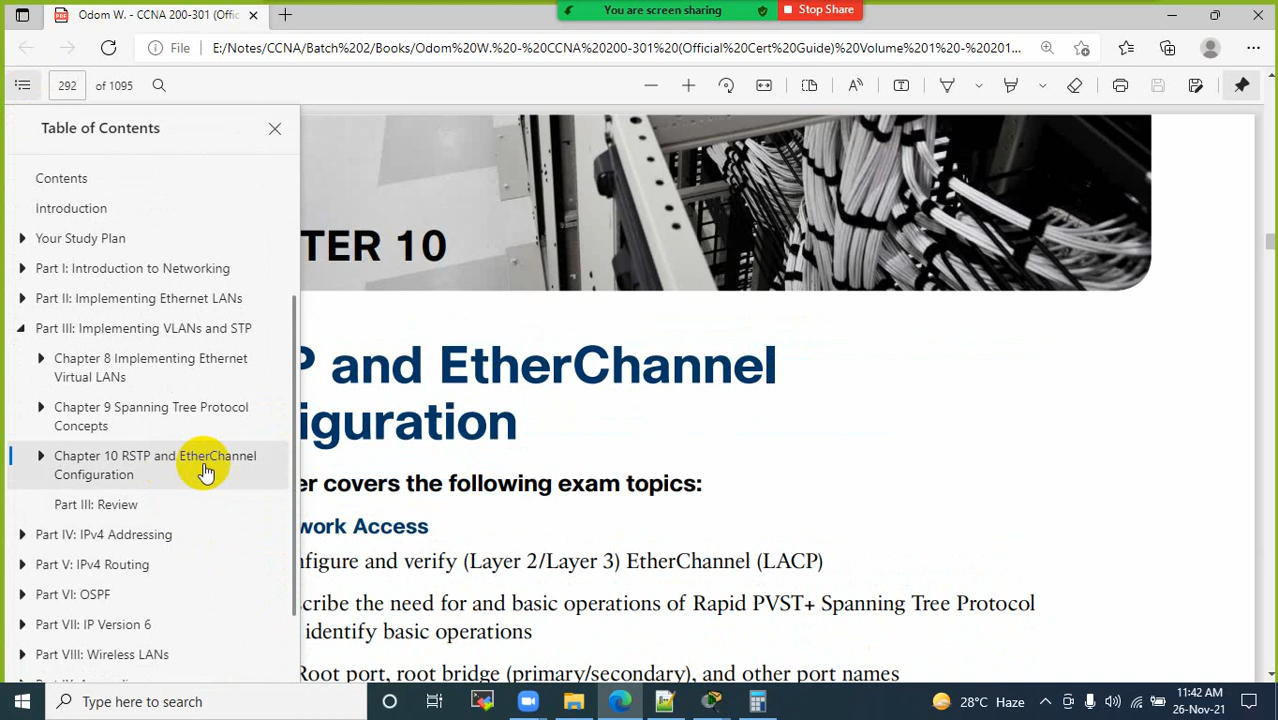 Odom W. - CCNA 200-301 (Offic
You are screen sharing
Stop Share
File
E:/Notes/CCNA/Batch%202/Books/Odom%20W.%20-%20CCNA%20200-301%20(Official%20Cert%20Guide)%20Volume%201%20-%20201...
292 of 1095
Table of Contents
Contents
Introduction
Your Study Plan
Part I: Introduction to Networking
Part II: Implementing Ethernet LANs
Part III: Implementing VLANs and STP
Chapter 8 Implementing Ethernet
Virtual LANs
Chapter 9 Spanning Tree Protocol
Concepts
Chapter 10 RSTP and EtherChannel
Configuration
Part III: Review
Part IV: IPv4 Addressing
Part V: IPv4 Routing
Part VI: OSPF
Part VII: IP Version 6
Part VIII: Wireless LANs
TER 10
P and EtherChannel
iguration
er covers the following exam topics:
work Access
nfigure and verify (Layer 2/Layer 3) EtherChannel (LACP)
cribe the need for and basic operations of Rapid PVST+ Spanning Tree Protocol
identify basic operations
Root port, root bridge (primary/secondary), and other port names
Type here to search
28°C Haze
11:42 AM
26-Nov-21